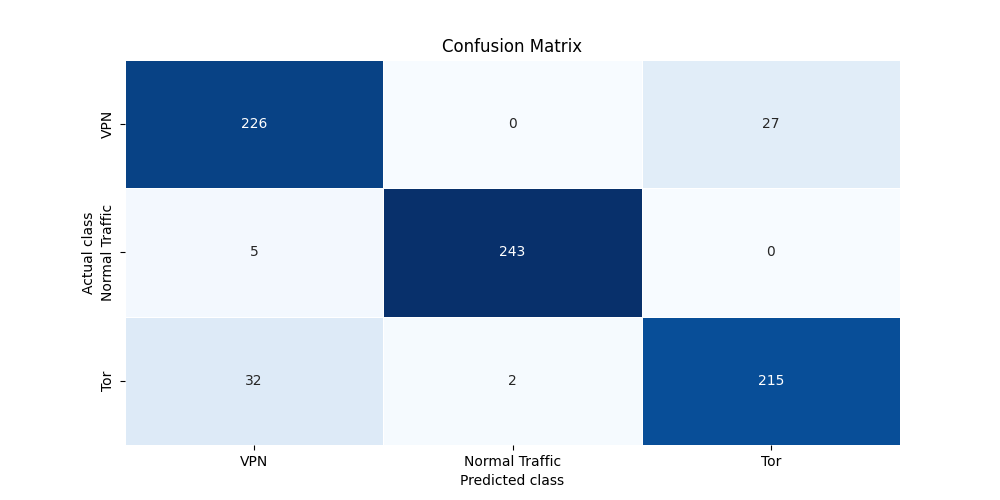 Confusion Matrix
VPN
226
0
27
Actual class
Normal Traffic
5
243
0
Tor
32
2
215
VPN
Normal Traffic
Tor
Predicted class